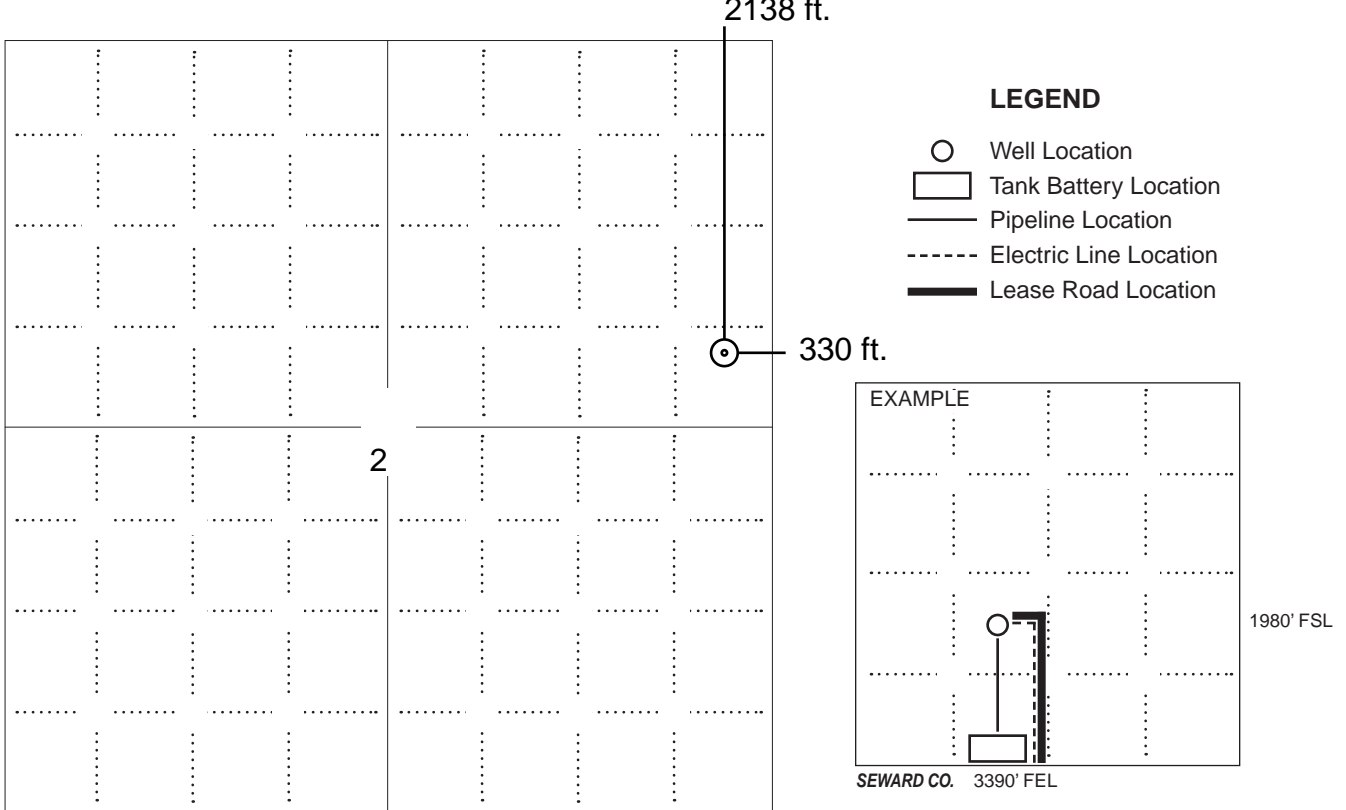 2138 ft.
LEGEND
Well Location
Tank Battery Location
Pipeline Location
Electric Line Location
Lease Road Location
330 ft.
EXAMPLE
2
1980' FSL
SEWARD CO. 3390' FEL